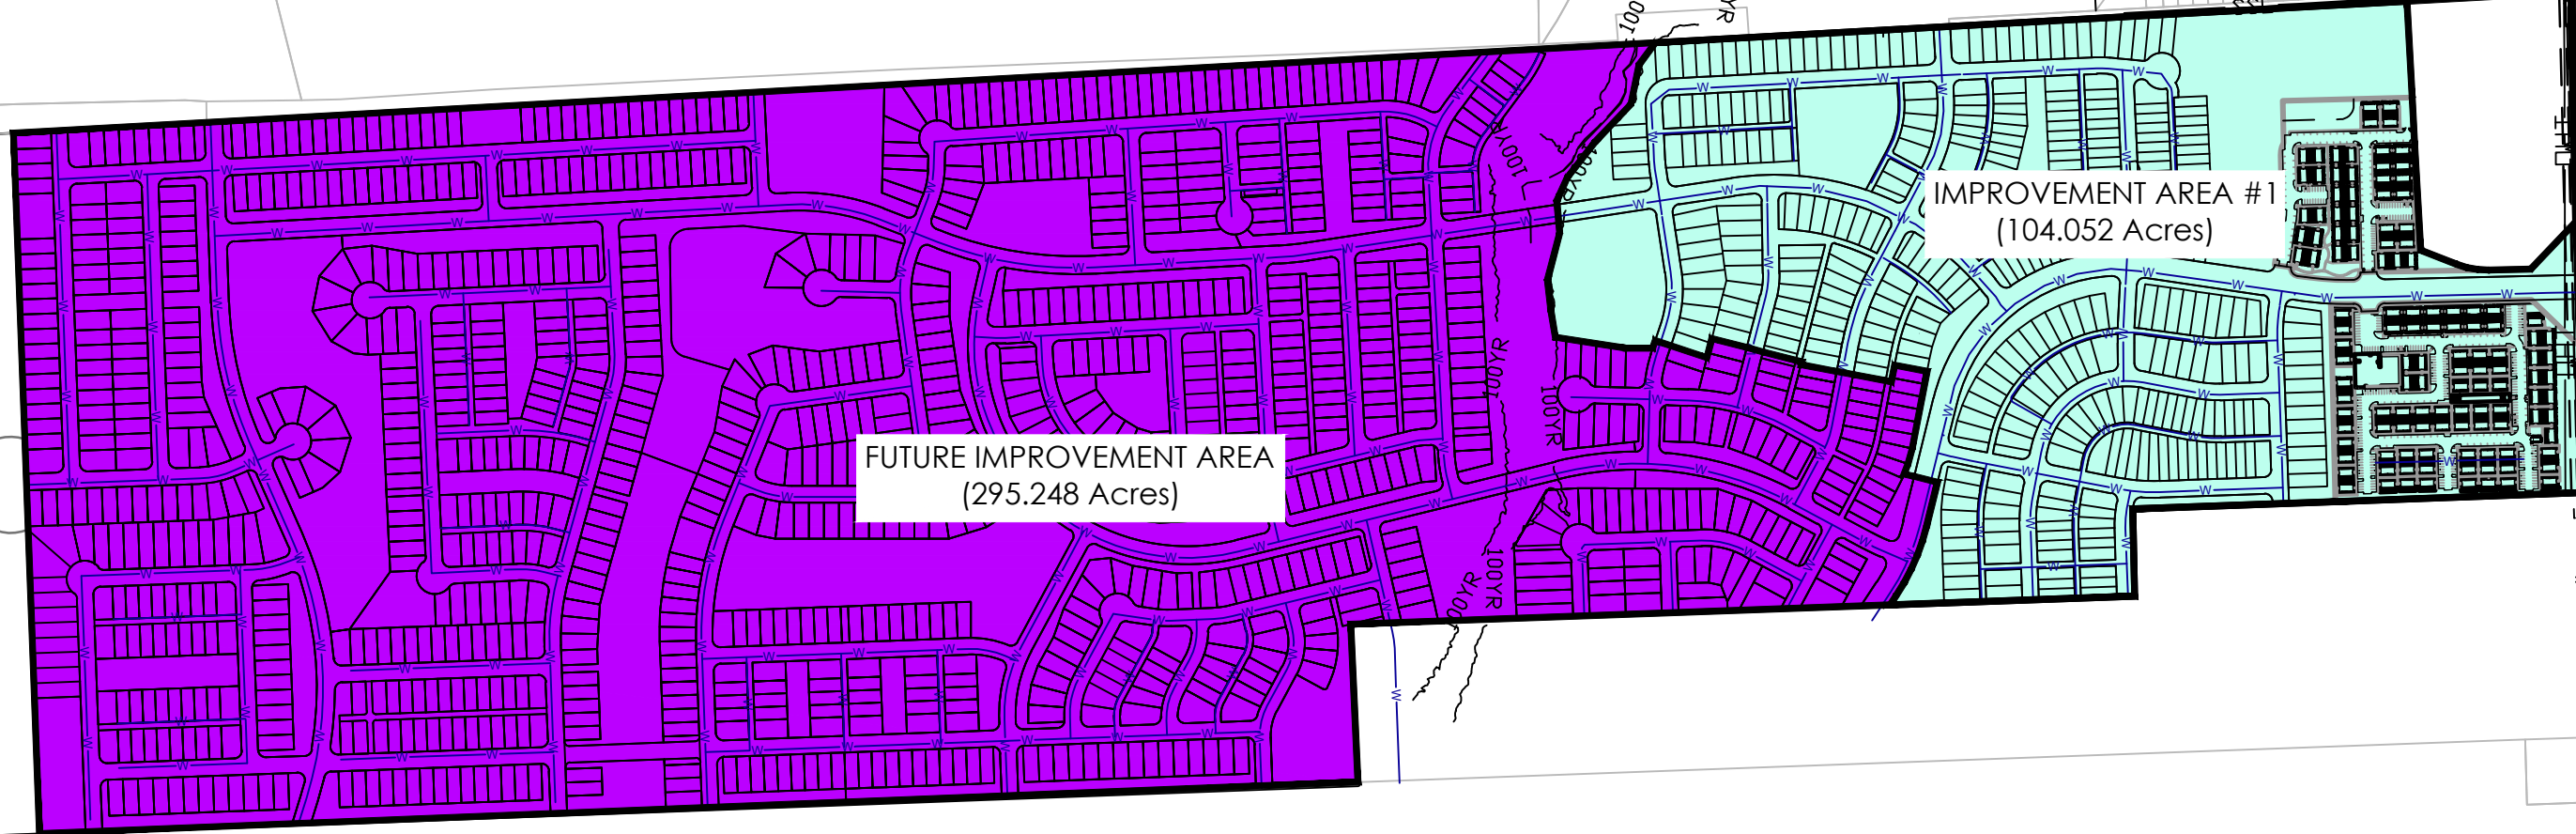 IMPROVEMENT AREA #1
(104.052 Acres)
FUTURE IMPROVEMENT AREA
(295.248 Acres)
100YR
100YR
100YR
100YR
W